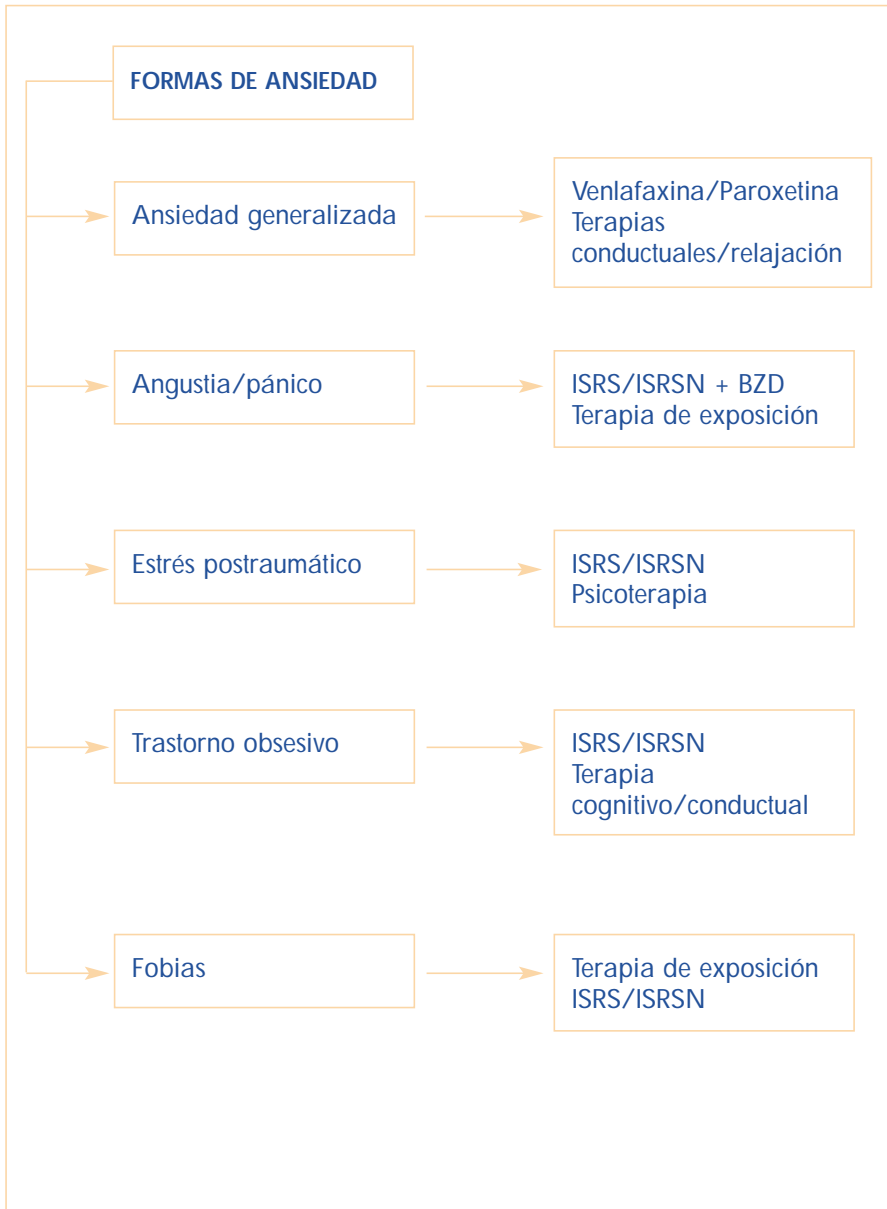 FORMAS DE ANSIEDAD
Ansiedad generalizada
Venlafaxina/Paroxetina
Terapias
conductuales/relajación
Angustia/pánico
ISRS/ISRSN + BZD
Terapia de exposición
Estrés postraumático
ISRS/ISRSN
Psicoterapia
Trastorno obsesivo
ISRS/ISRSN
Terapia
cognitivo/conductual
Fobias
Terapia de exposición
ISRS/ISRSN